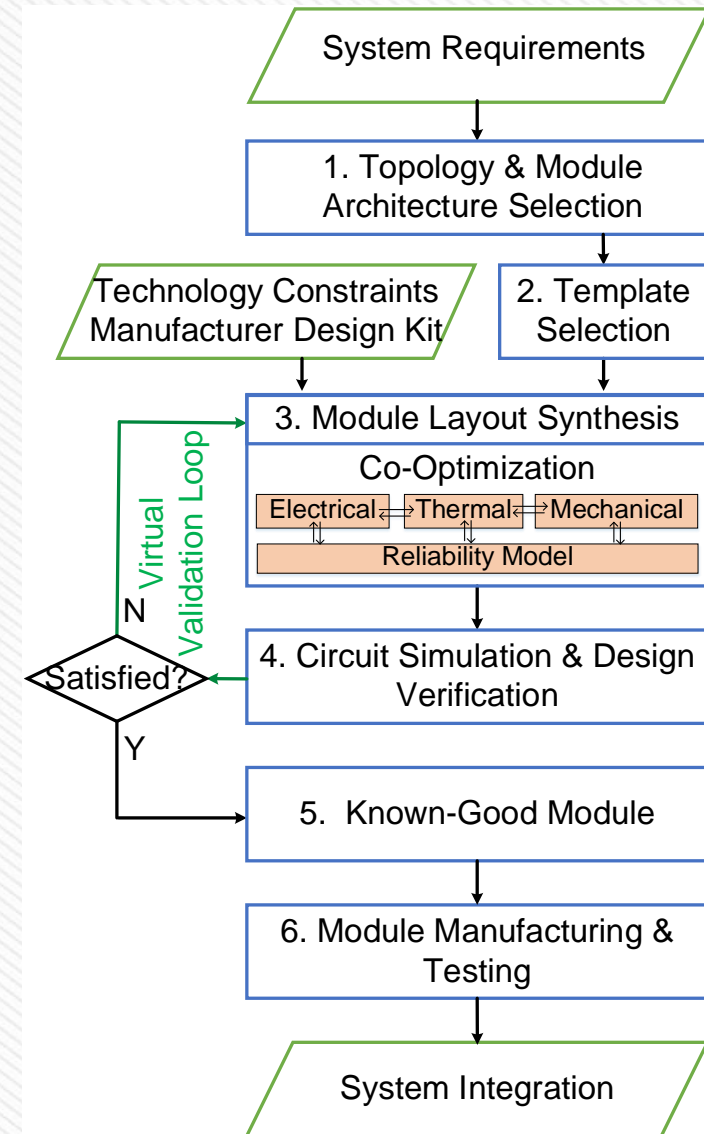 System Requirements
1. Topology & Module
Architecture Selection
Technology Constraints
Manufacturer Design Kit
2. Template
Selection
3. Module Layout Synthesis
Co-Optimization
Electrical
Thermal
Mechanical
Reliability Model
Virtual
Validation Loop
N
Satisfied?
Y
4. Circuit Simulation & Design
Verification
5. Known-Good Module
6. Module Manufacturing &
Testing
System Integration